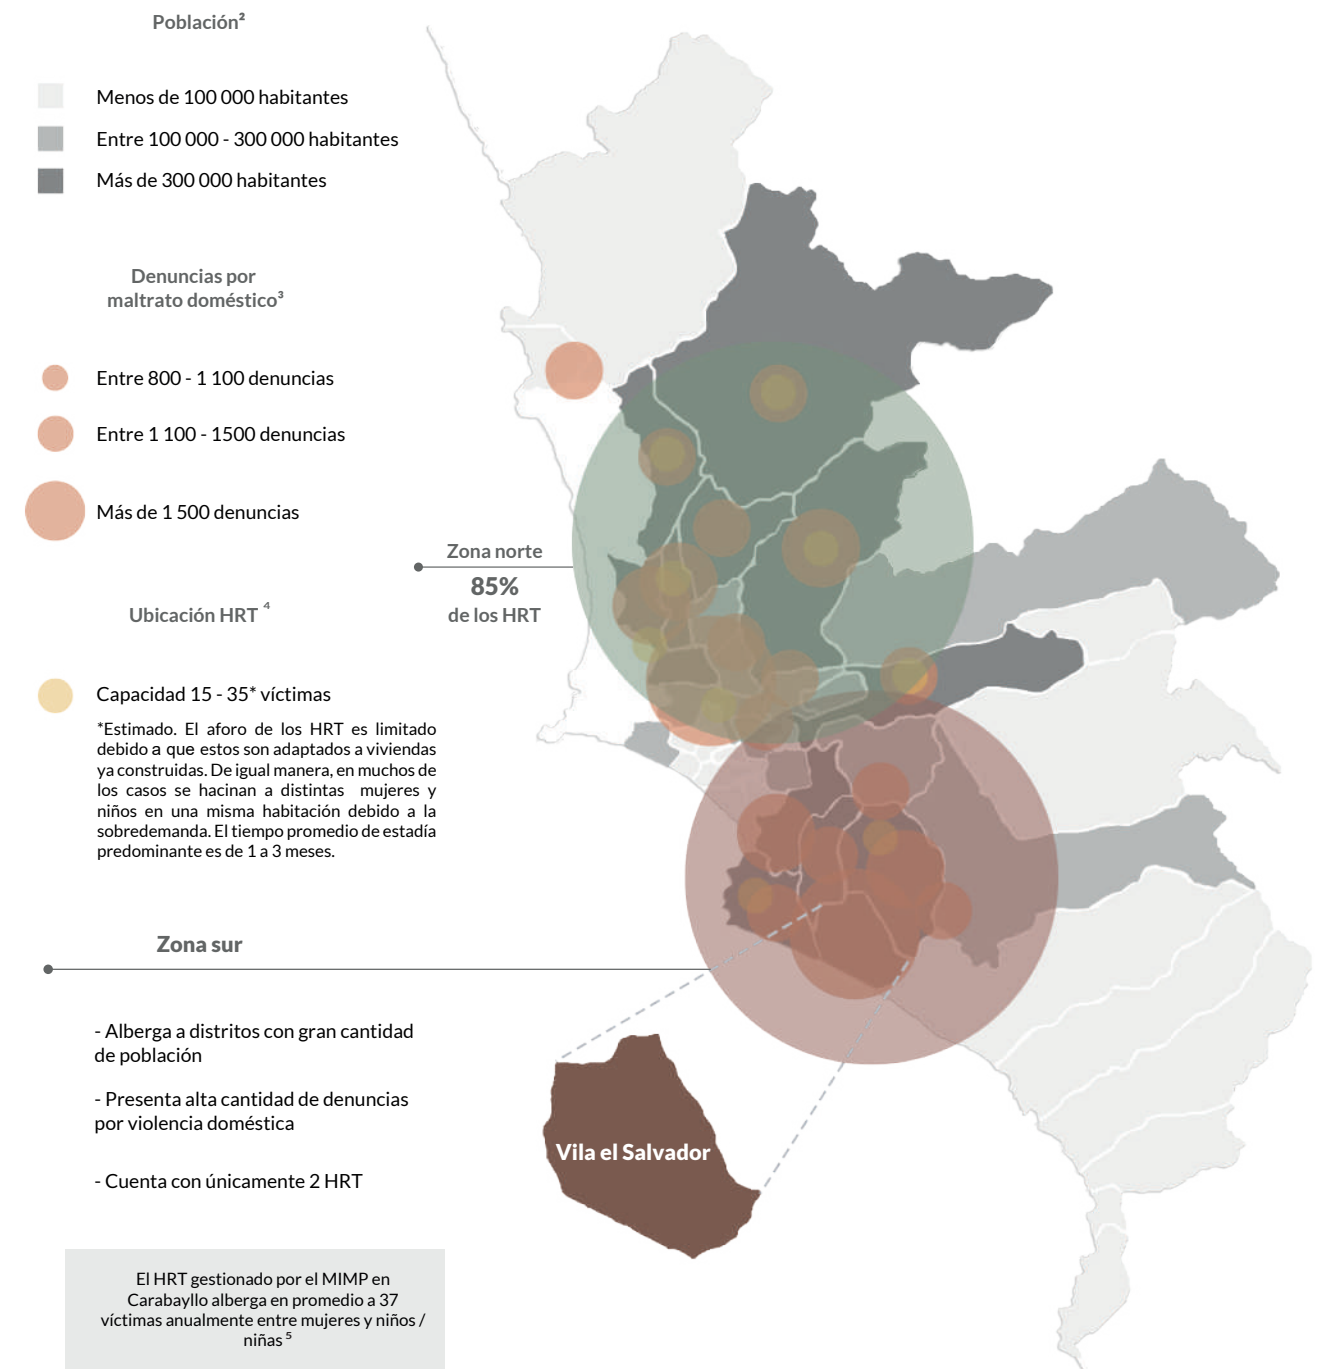 Población²
Menos de 100 000 habitantes
Entre 100 000 - 300 000 habitantes
Más de 300 000 habitantes
Denuncias por
maltrato doméstico³
Entre 800 - 1 100 denuncias
Entre 1 100 - 1500 denuncias
Más de 1 500 denuncias
Zona norte
85%
de los HRT
Ubicación HRT ⁴
Capacidad 15 - 35* víctimas
*Estimado. El aforo de los HRT es limitado
debido a que estos son adaptados a viviendas
ya construidas. De igual manera, en muchos de
los casos se hacinan a distintas mujeres y
niños en una misma habitación debido a la
sobredemanda. El tiempo promedio de estadía
predominante es de 1 a 3 meses.
Zona sur
- Alberga a distritos con gran cantidad
de población
- Presenta alta cantidad de denuncias
por violencia doméstica
- Cuenta con únicamente 2 HRT
Vila el Salvador
El HRT gestionado por el MIMP en
Carabayllo alberga en promedio a 37
víctimas anualmente entre mujeres y niños /
niñas ⁵